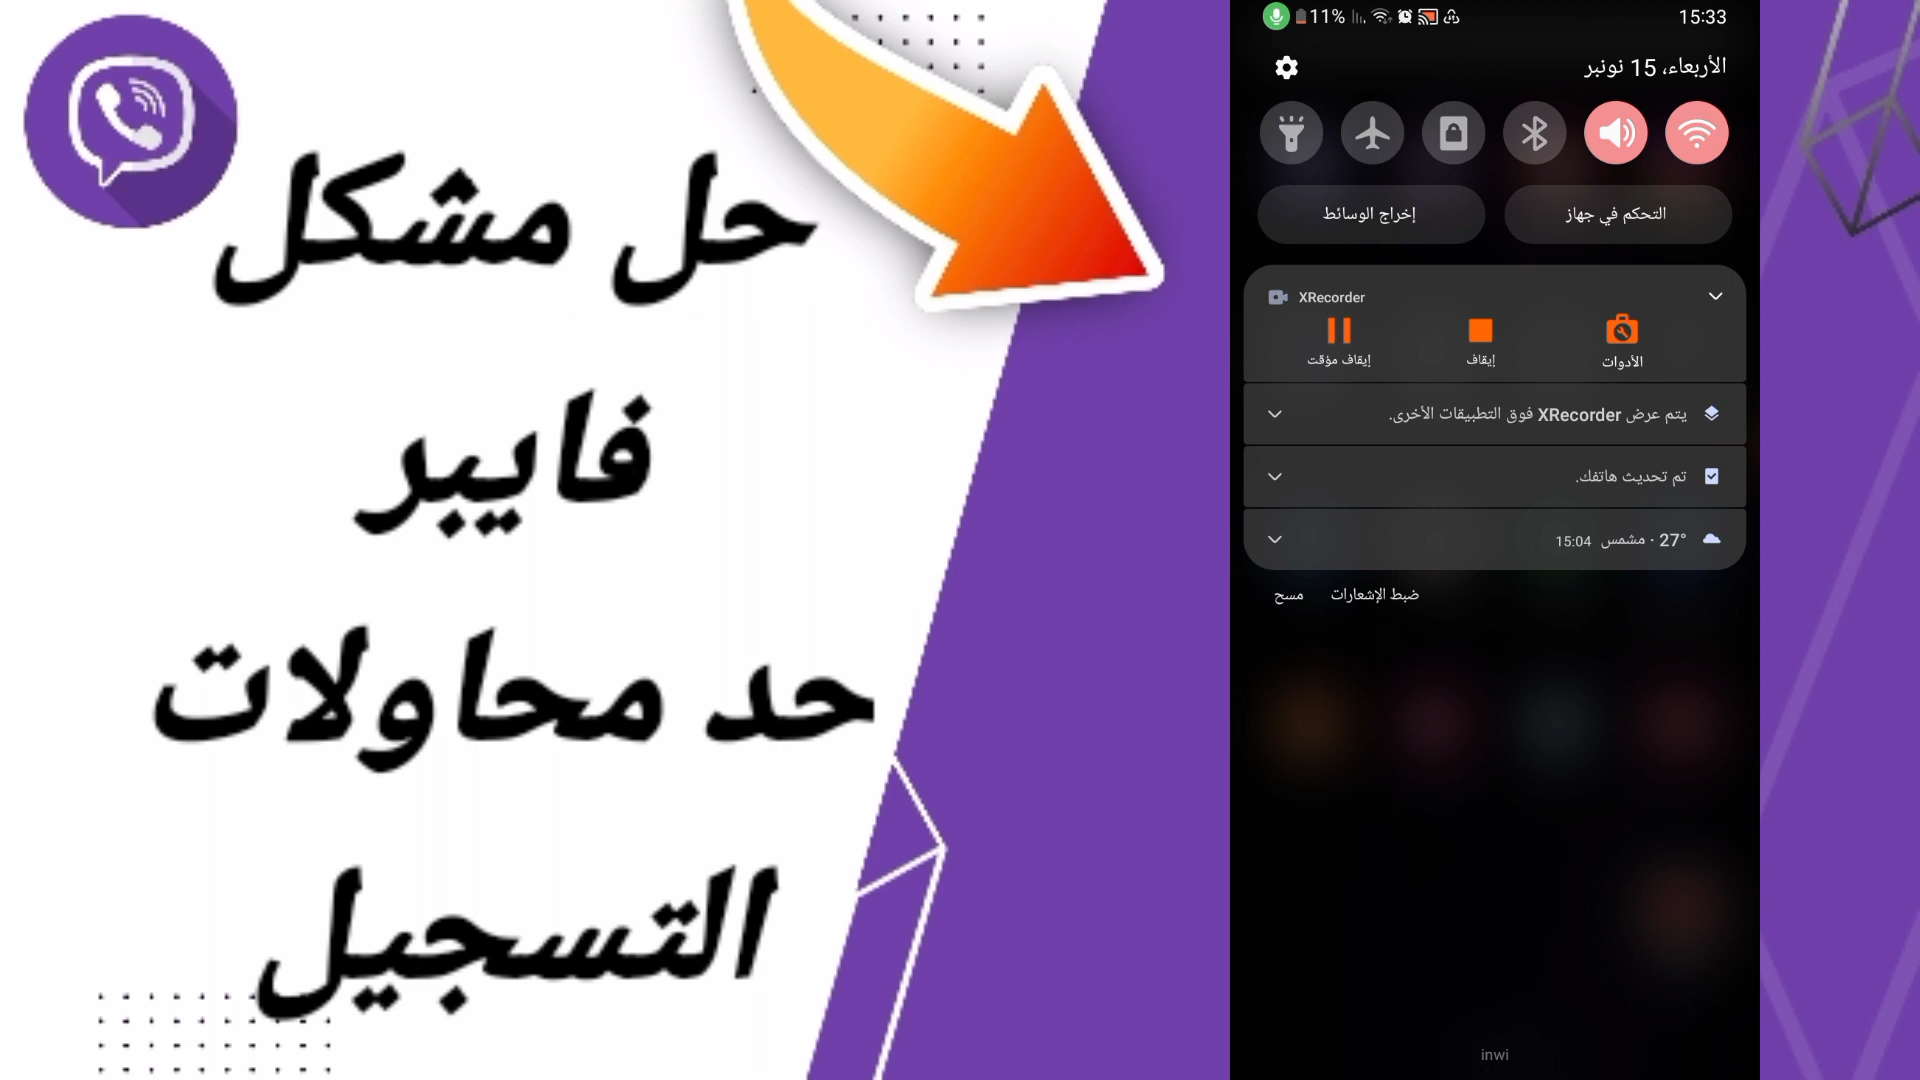 حل مشكل
فايبر
حد محاولات
التسجيل
11%
15:33
الأربعاء، 15 نونبر
التحكم في جهاز
إخراج الوسائط
XRecorder
الأدوات
إيقاف
إيقاف مؤقت
يتم عرض XRecorder فوق التطبيقات الأخرى.
تم تحديث هاتفك.
27° · مشمس 15:04
ضبط الإشعارات
مسح
inwi